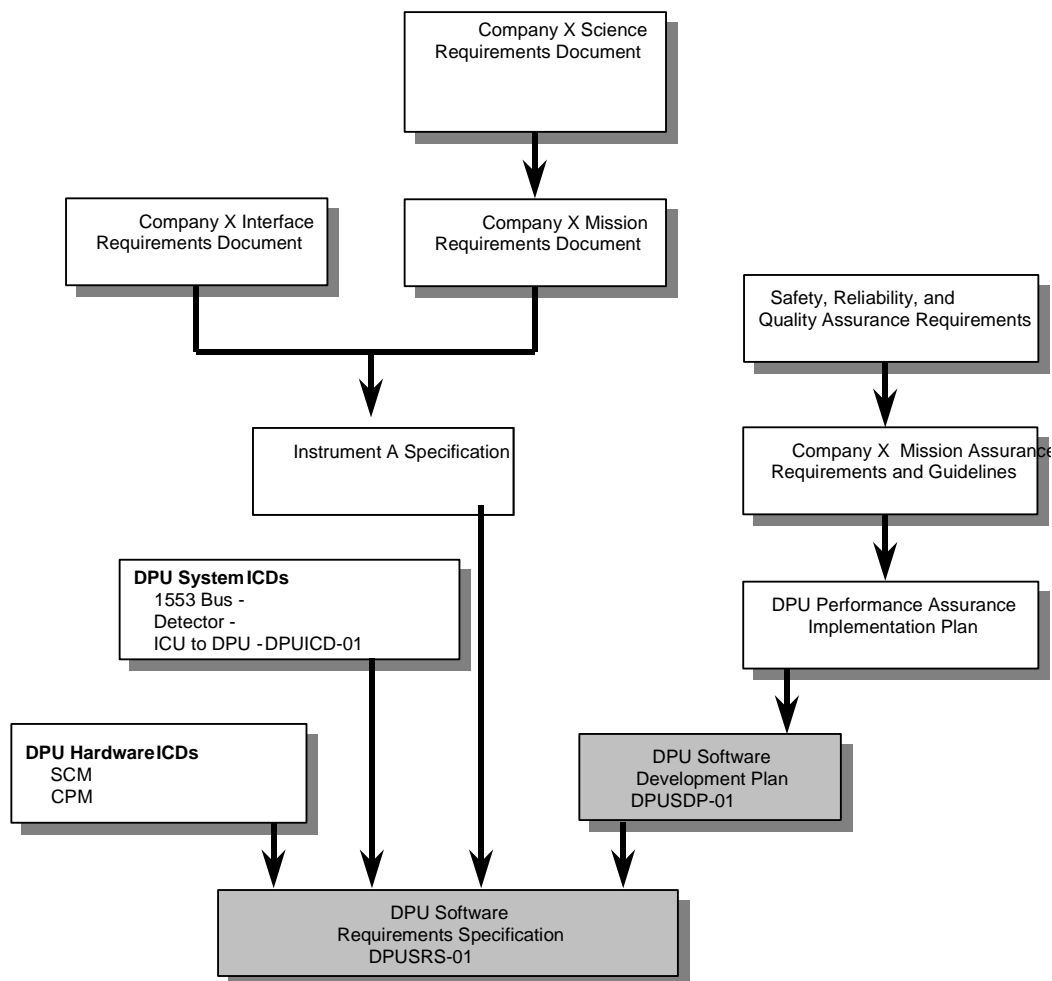 Company X Science
Requirements Document
Company X Interface
Requirements Document
Company X Mission
Requirements Document
Safety, Reliability, and
Quality Assurance Requirements
Instrument A Specification
Company X Mission Assurance
Requirements and Guidelines
DPU System ICDs
1553 Bus -
Detector -
ICU to DPU - DPUICD-01
DPU Performance Assurance
Implementation Plan
DPU Hardware ICDs
SCM
CPM
DPU Software
Development Plan
DPUSDP-01
DPU Software
Requirements Specification
DPUSRS-01